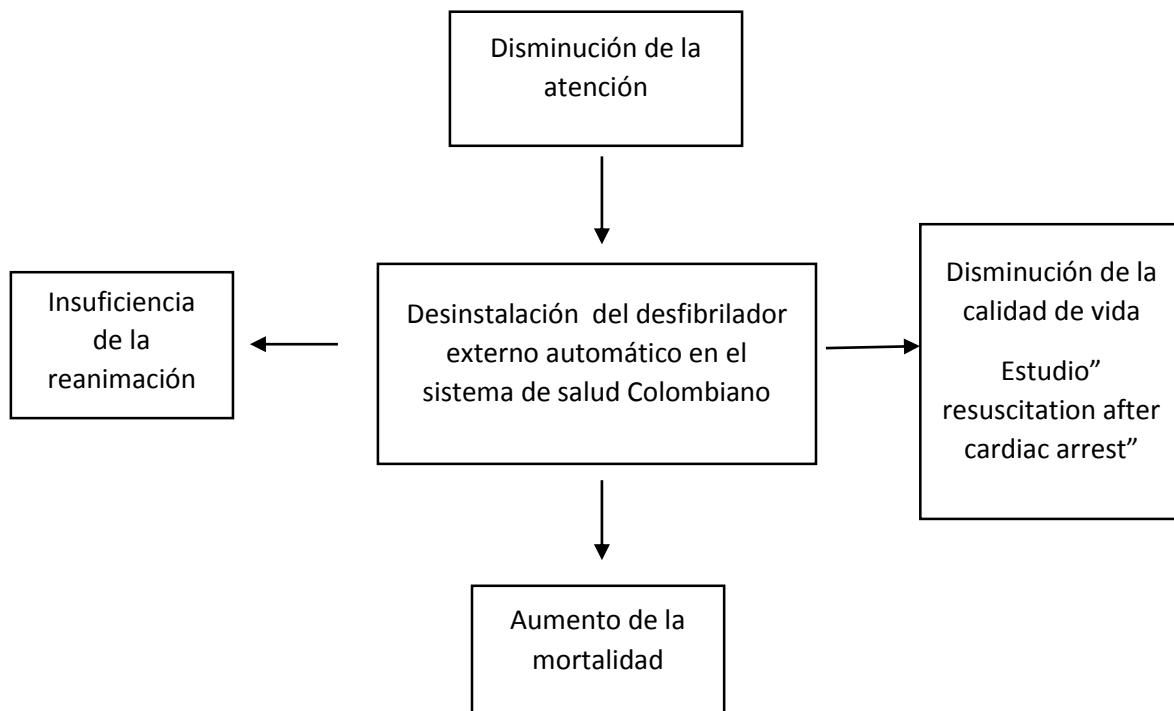 Disminución de la
atención
Insuficiencia
de la
reanimación
Desinstalación  del desfibrilador
externo automático en el
sistema de salud Colombiano
Disminución de la
calidad de vida
Estudio”
resuscitation after
cardiac arrest”
Aumento de la
mortalidad